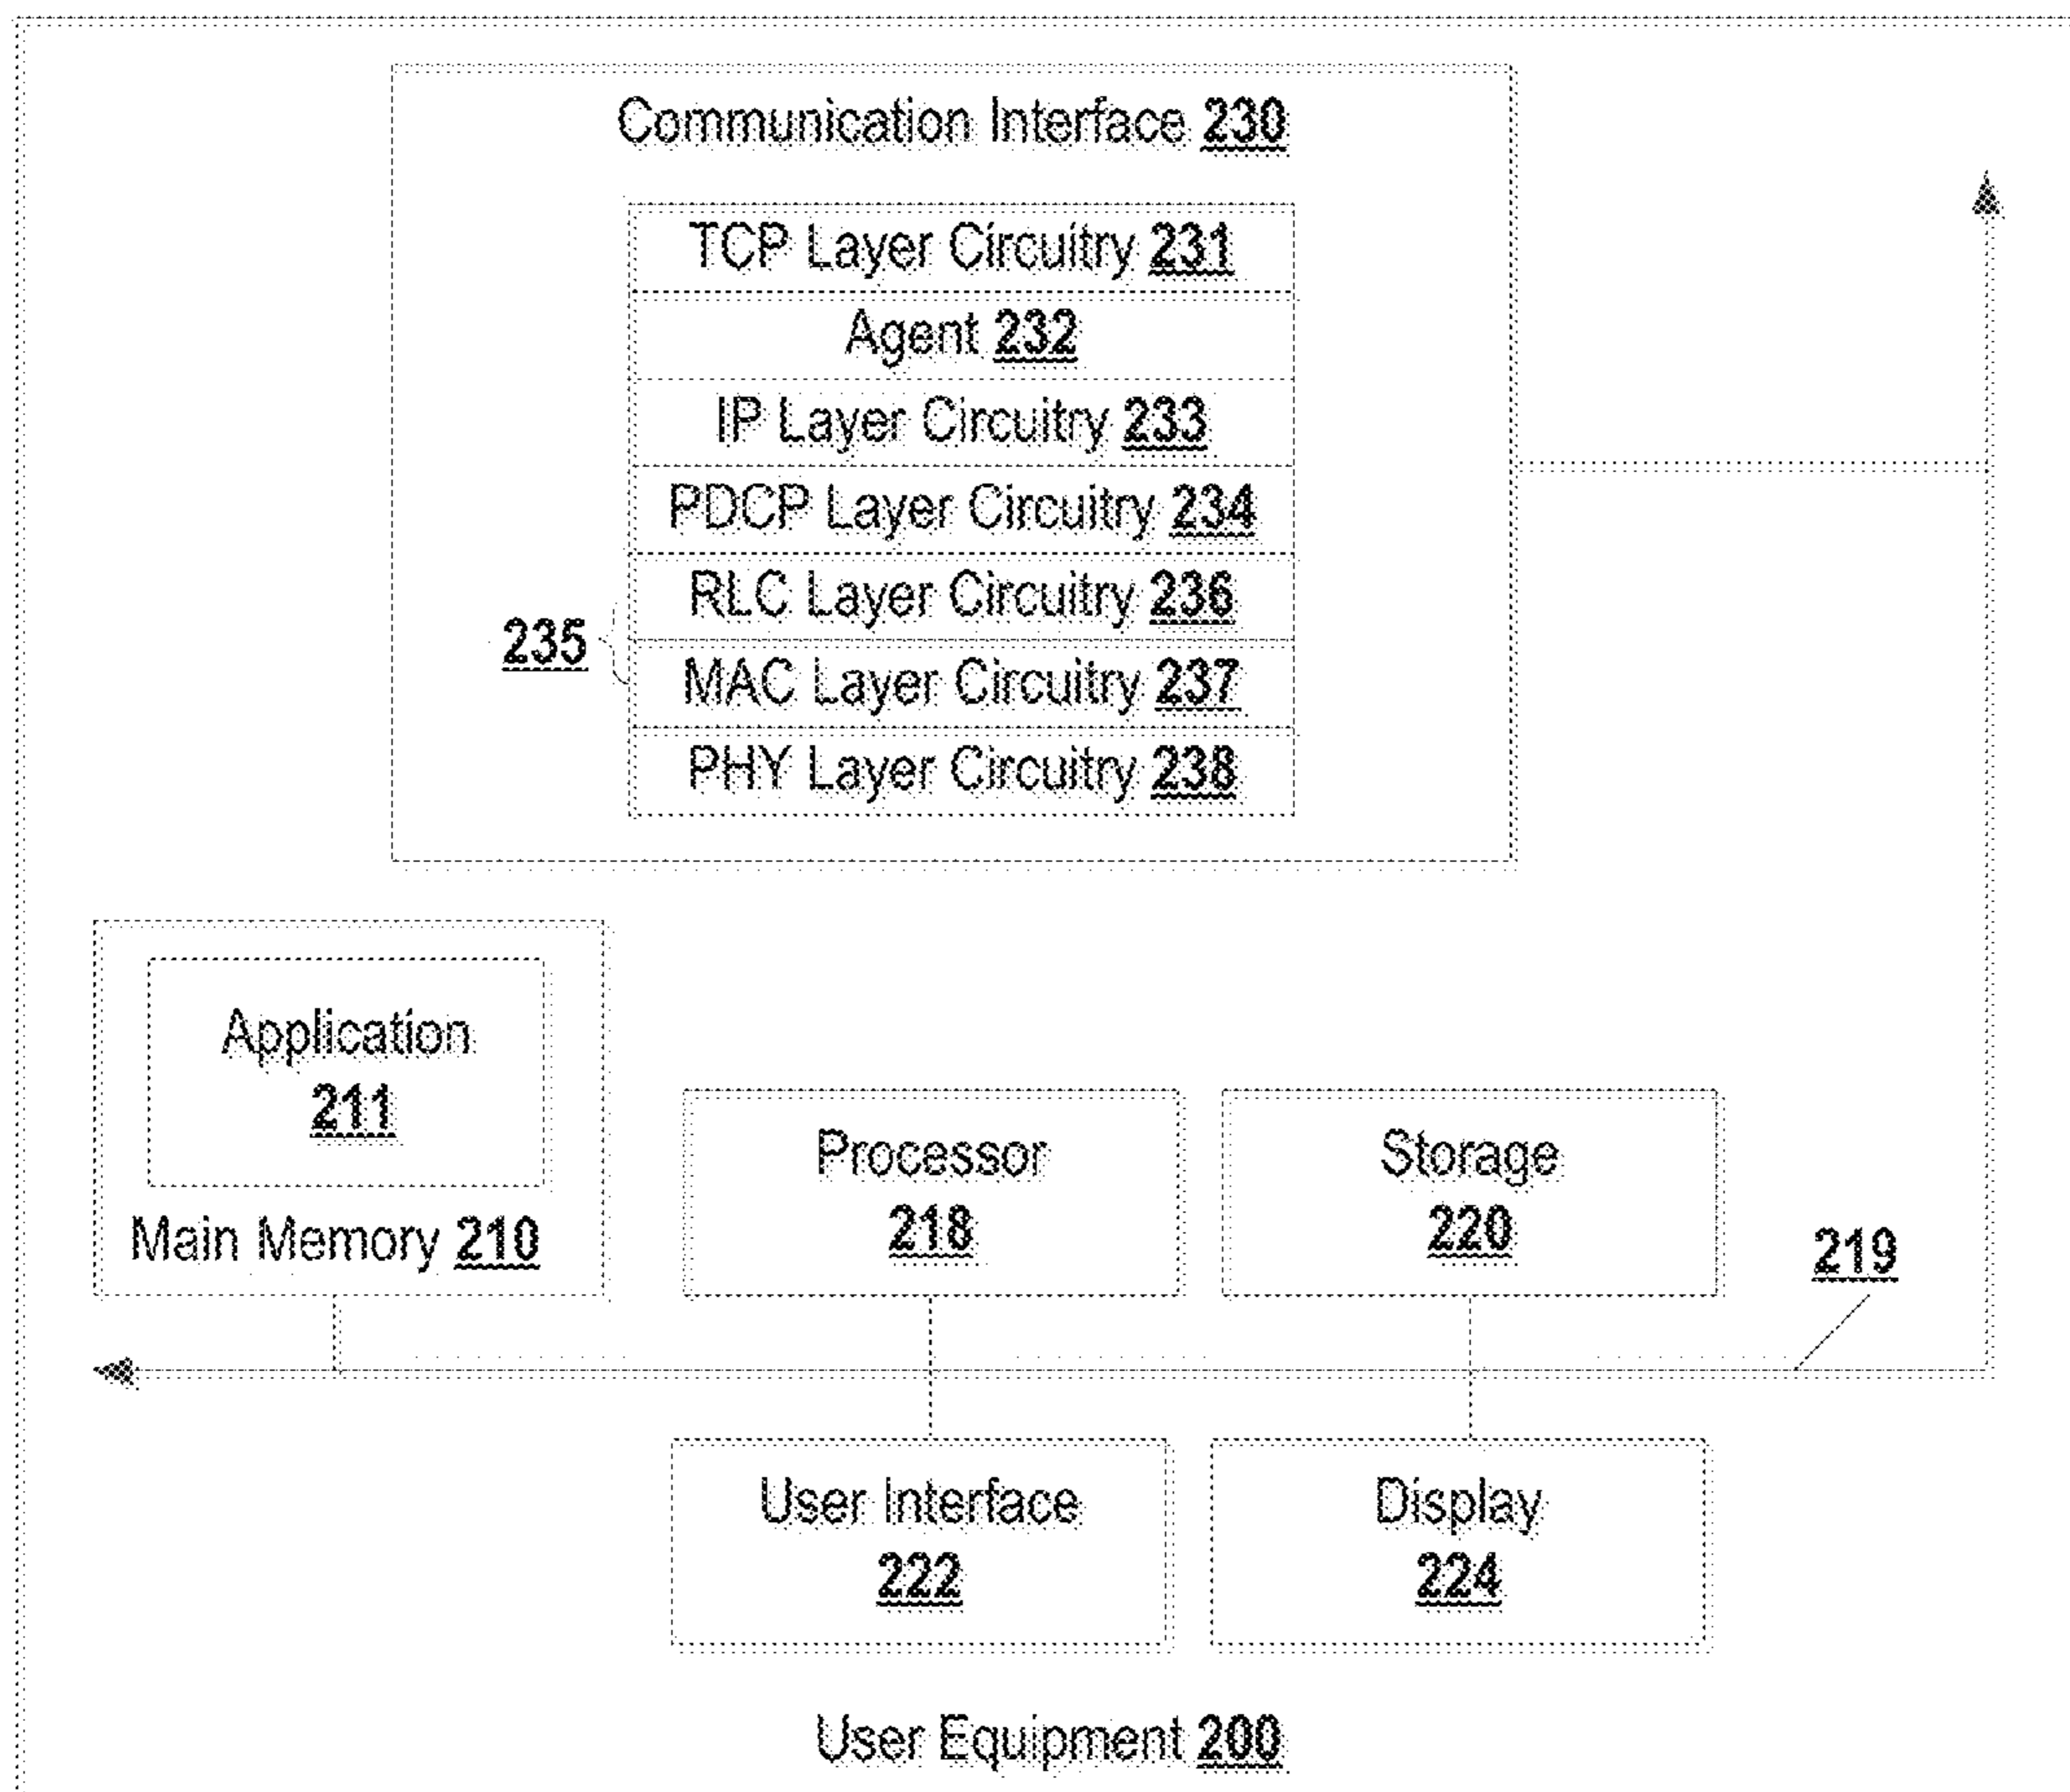 Communication Interface 230
TCP Layer Circuitry 231
Agent 232
IP Layer Circuitry 233
PDCP Layer Circuitry 234
RLC Layer Circuitry 236
235
MAC Layer Circuitry 237
PHY Layer Circuitry 238
Application
211
Main Memory 210
Processor
218
Storage
220
219
User Interface
222
Display
224
User Equipment 200